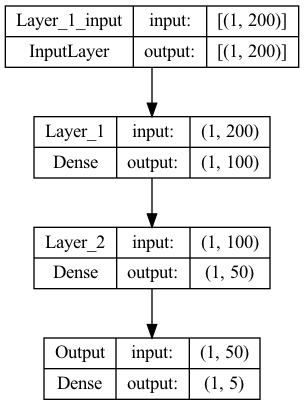 Layer_1_input input: [(1, 200)]
InputLayer output: [(1, 200)]
Layer_1 input: (1, 200)
Dense output: (1, 100)
Layer_2 input: (1, 100)
Dense output: (1, 50)
Output input: (1, 50)
Dense output: (1, 5)